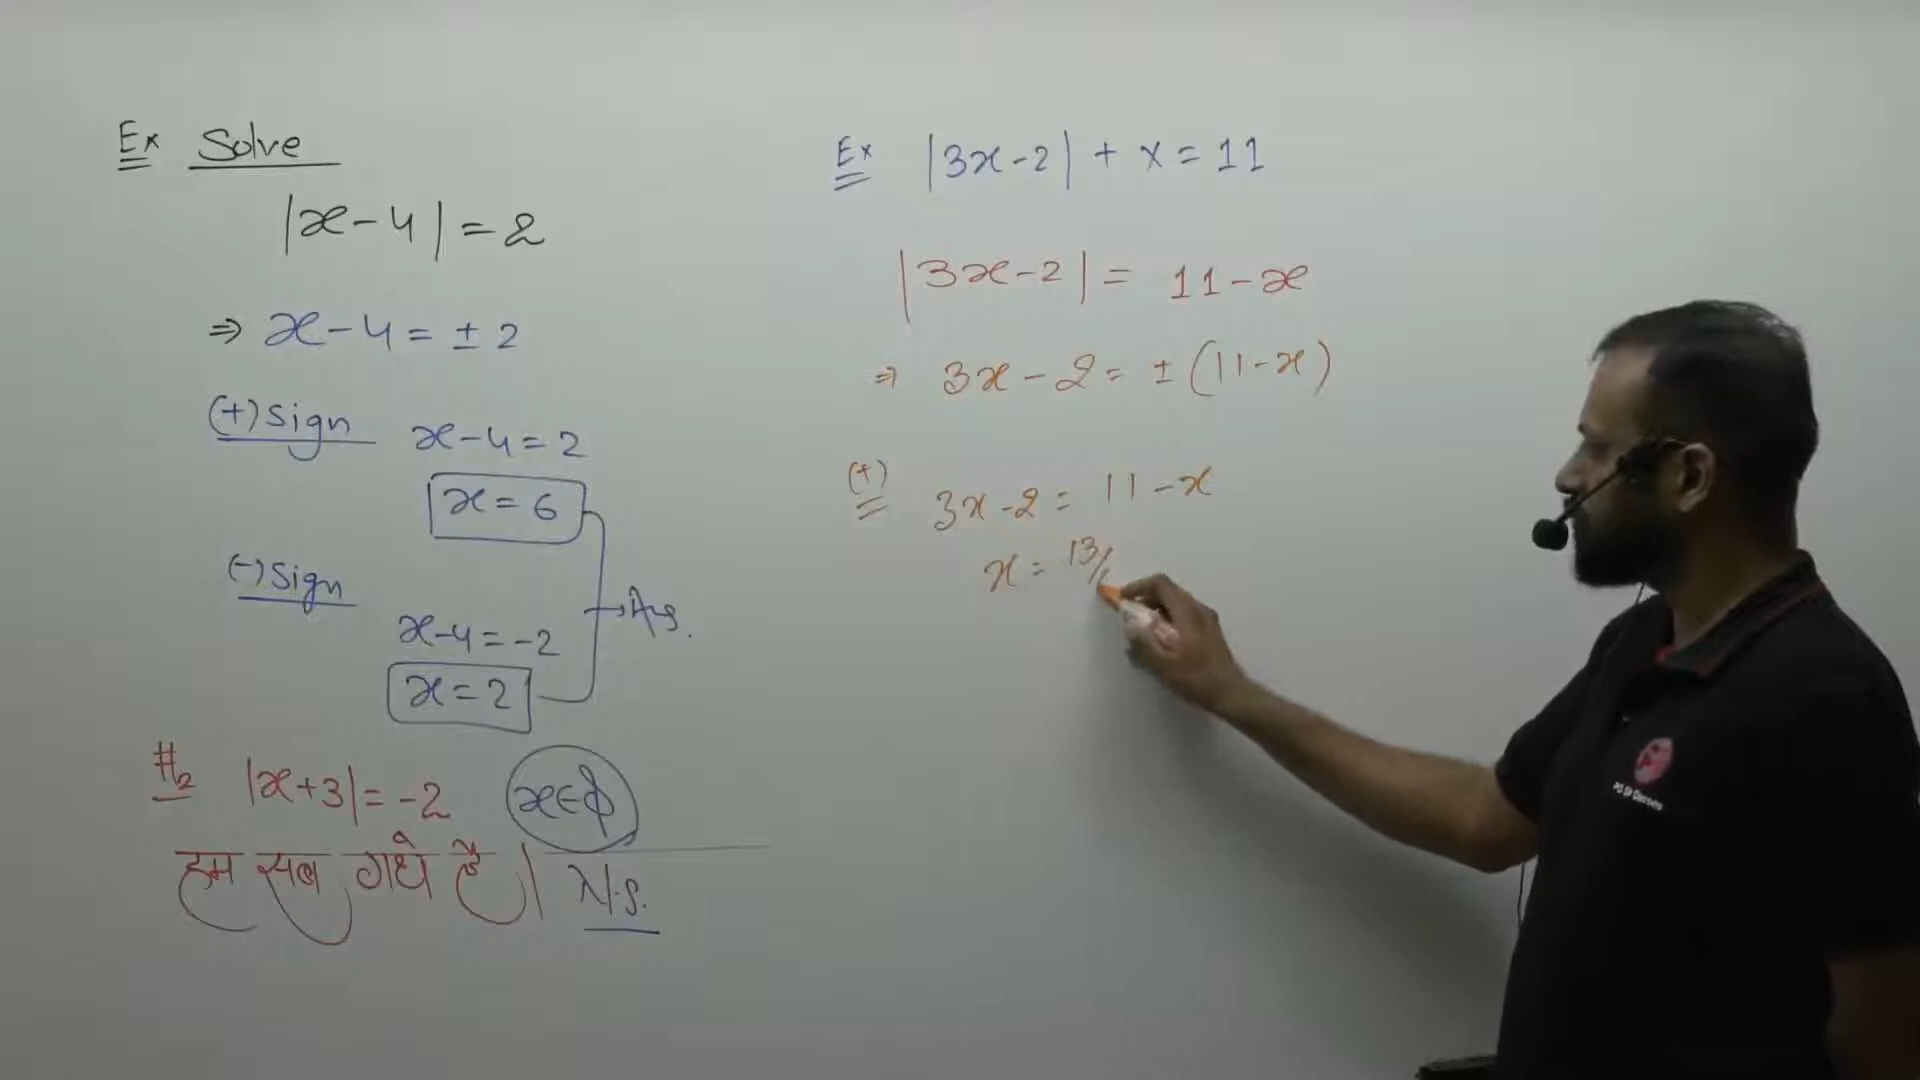 Ex Solve
|x-4| = 2
⇒ x-4 = ± 2
(+) Sign x-4 = 2
x = 6
(-) Sign
x-4 = -2
x = 2
→ Ans.
#2 |x+3| = -2 x∈ϕ
हम सब गधे है। N.S.
Ex |3x-2| + x = 11
|3x-2| = 11-x
⇒ 3x-2 = ± (11-x)
(+) 3x-2 = 11-x
x = 13/